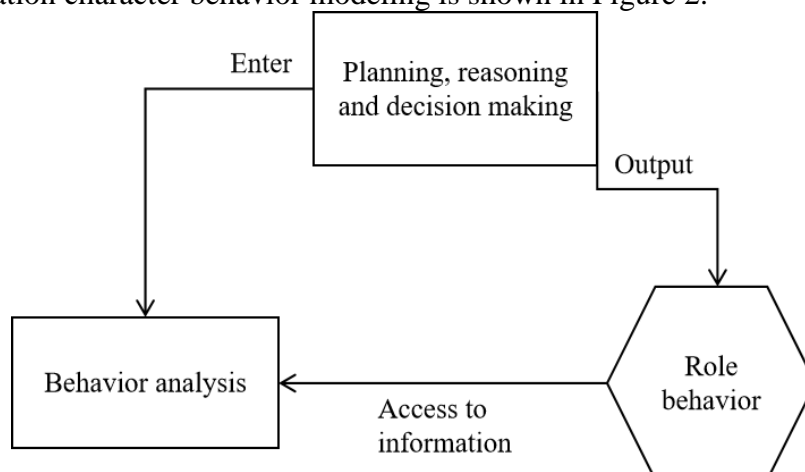 ation character behavior modeling is shown in Figure 2.
Enter
Planning, reasoning
and decision making
Output
Behavior analysis
Access to
information
Role
behavior